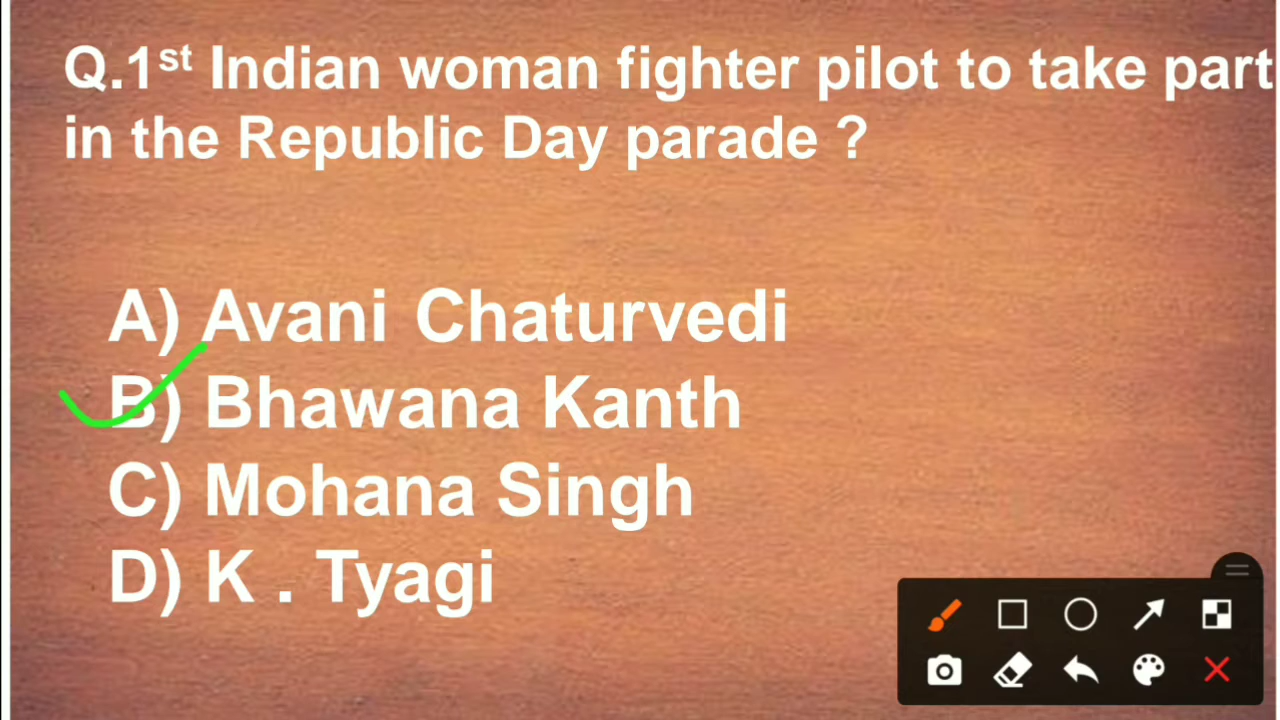 Q.1st Indian woman fighter pilot to take part
in the Republic Day parade ?
A) Avani Chaturvedi
B) Bhawana Kanth
C) Mohana Singh
D) K . Tyagi